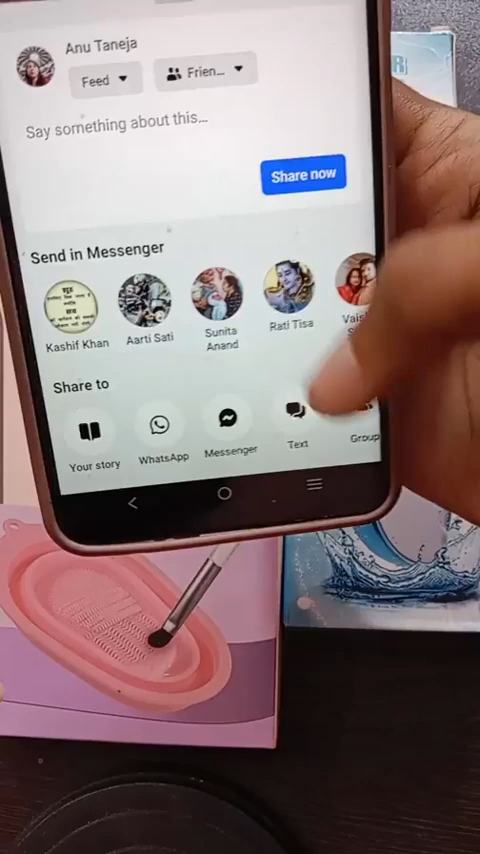 Anu Taneja
Feed
Frien...
Say something about this...
Share now
Send in Messenger
Kashif Khan
Aarti Sati
Sunita
Anand
Rati Tisa
Share to
Your story
WhatsApp
Messenger
Text
Group
R